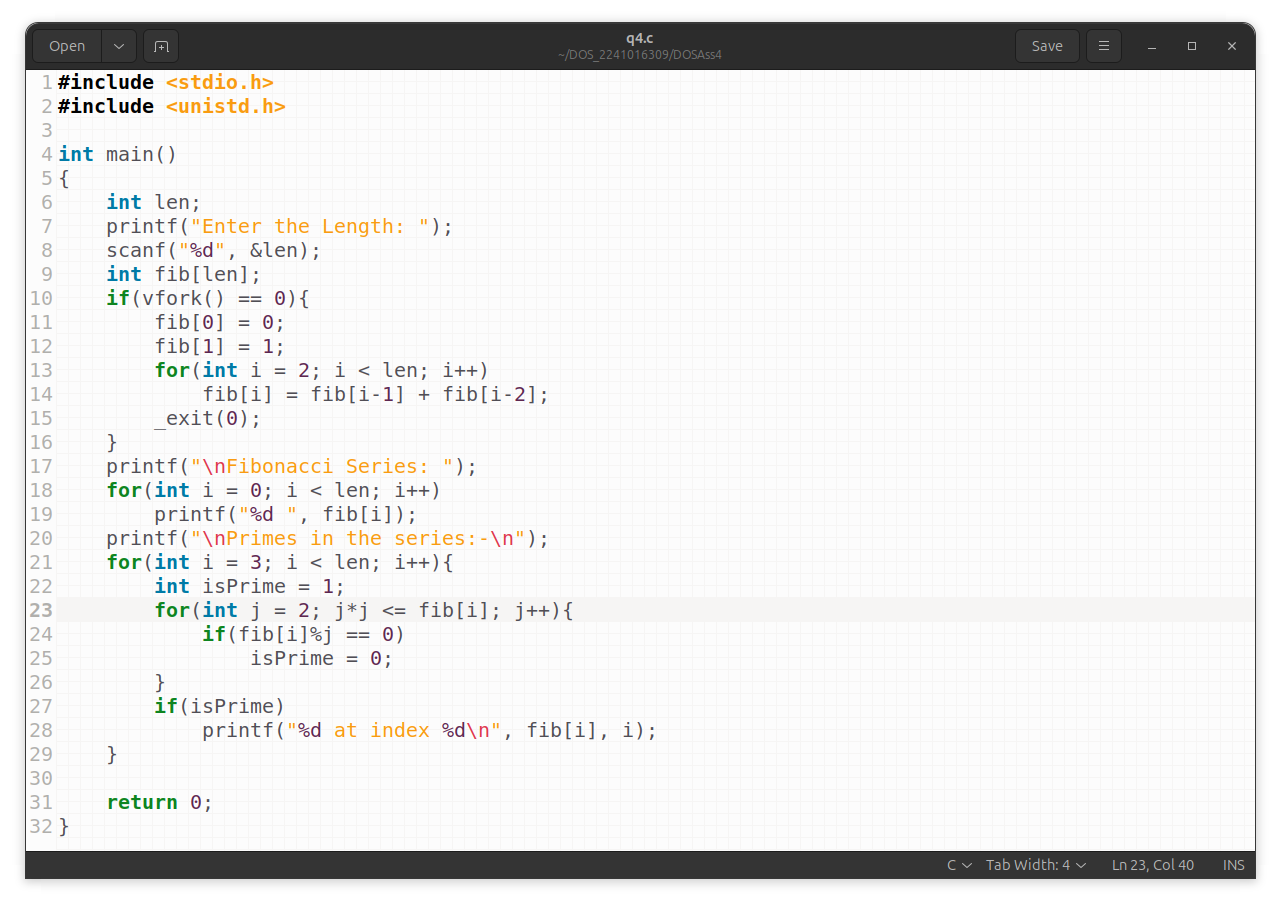 Open
q4.c
~/DOS_2241016309/DOSAss4
Save
1 #include <stdio.h>
2 #include <unistd.h>
3
4 int main()
5 {
6     int len;
7     printf("Enter the Length: ");
8     scanf("%d", &len);
9     int fib[len];
10     if(vfork() == 0){
11         fib[0] = 0;
12         fib[1] = 1;
13         for(int i = 2; i < len; i++)
14             fib[i] = fib[i-1] + fib[i-2];
15         _exit(0);
16     }
17     printf("\nFibonacci Series: ");
18     for(int i = 0; i < len; i++)
19         printf("%d ", fib[i]);
20     printf("\nPrimes in the series:-\n");
21     for(int i = 3; i < len; i++){
22         int isPrime = 1;
23         for(int j = 2; j*j <= fib[i]; j++){
24             if(fib[i]%j == 0)
25                 isPrime = 0;
26         }
27         if(isPrime)
28             printf("%d at index %d\n", fib[i], i);
29     }
30
31     return 0;
32 }
C Tab Width: 4 Ln 23, Col 40 INS